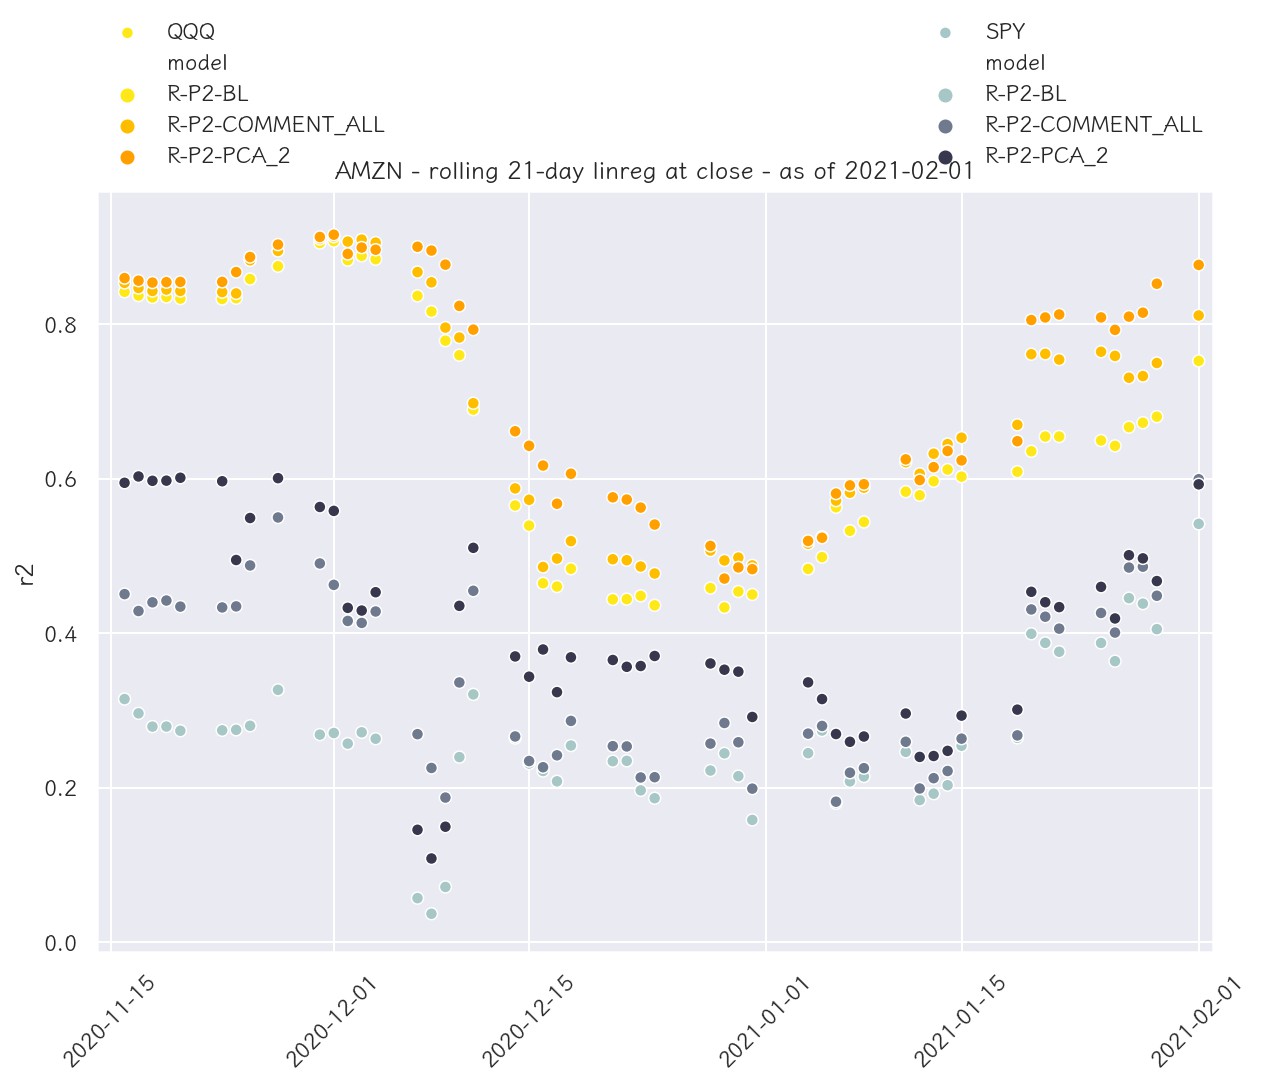 QQQ
model
R-P2-BL
R-P2-COMMENT_ALL
R-P2-PCA_2
SPY
model
R-P2-BL
R-P2-COMMENT_ALL
R-P2-PCA_2
AMZN - rolling 21-day linreg at close - as of 2021-02-01
r2
0.8
0.6
0.4
0.2
0.0
2020-11-15
2020-12-01
2020-12-15
2021-01-01
2021-01-15
2021-02-01